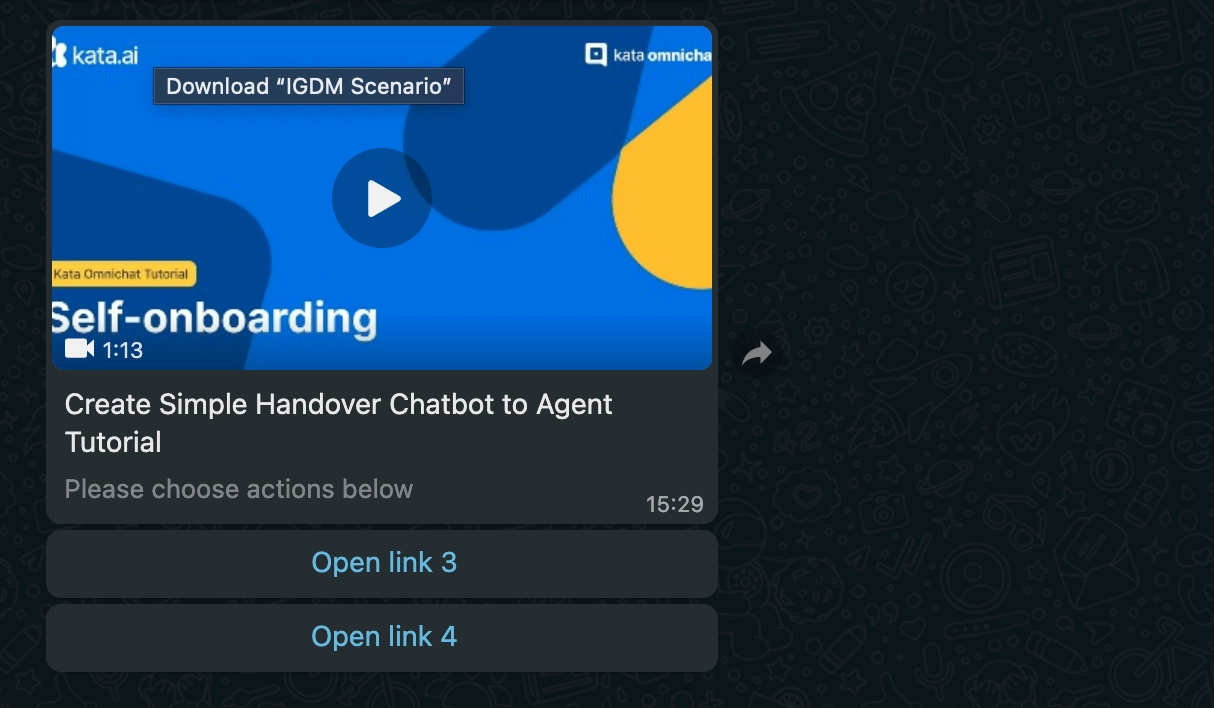 kata.ai
kata omnicha
Download “IGDM Scenario”
Kata Omnichat Tutorial
Self-onboarding
1:13
Create Simple Handover Chatbot to Agent
Tutorial
Please choose actions below
15:29
Open link 3
Open link 4